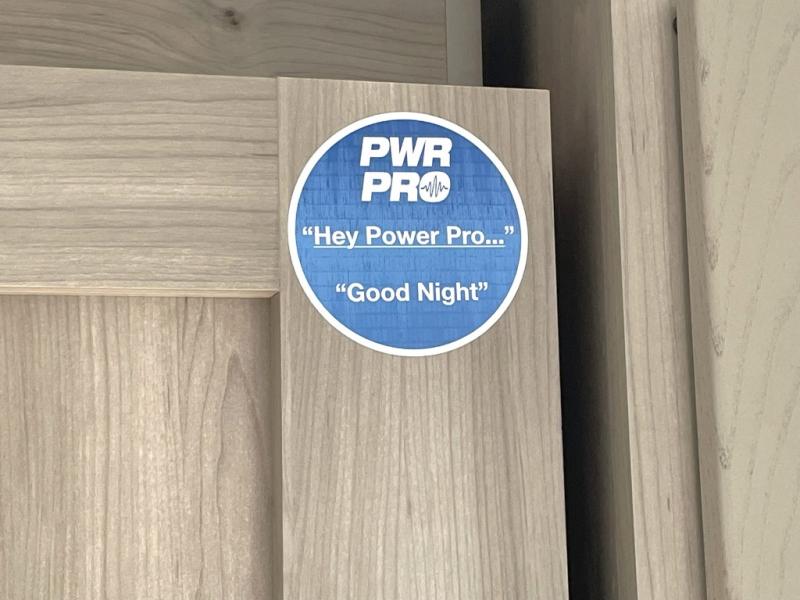 PWR
PRO
“Hey Power Pro...”
“Good Night”